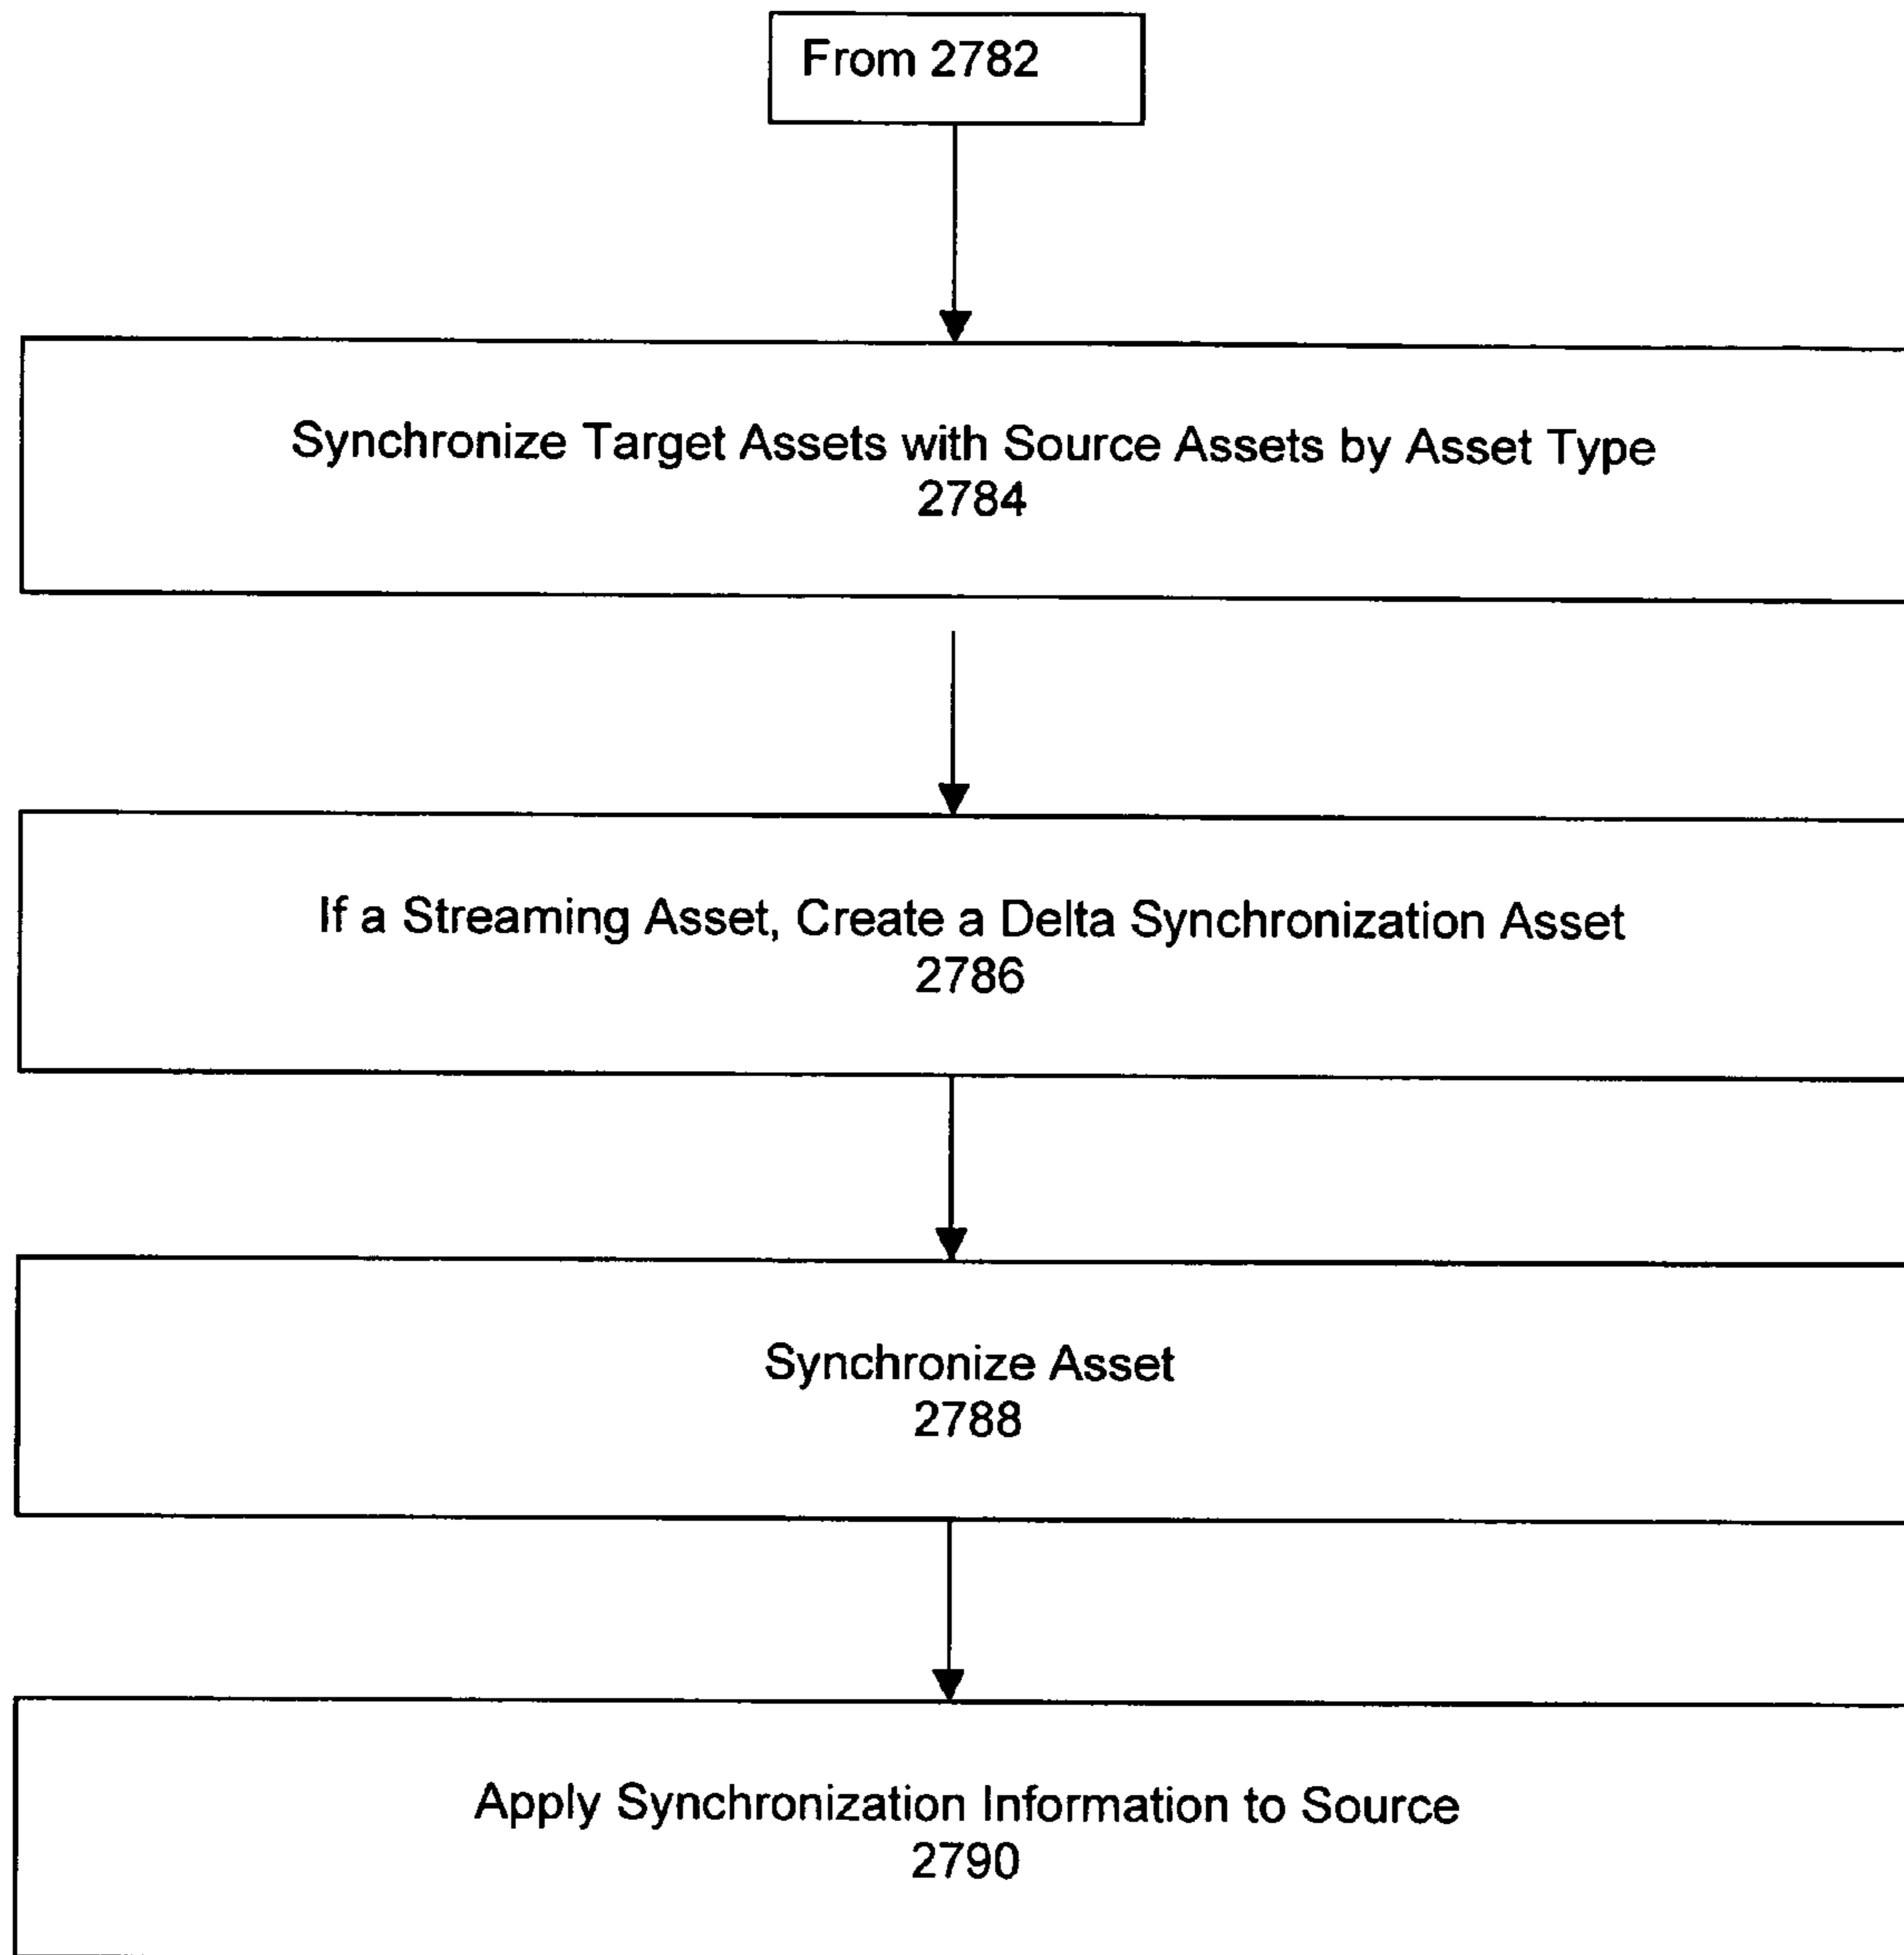 From 2782
Synchronize Target Assets with Source Assets by Asset Type
2784
If a Streaming Asset, Create a Delta Synchronization Asset
2786
Synchronize Asset
2788
Apply Synchronization Information to Source
2790